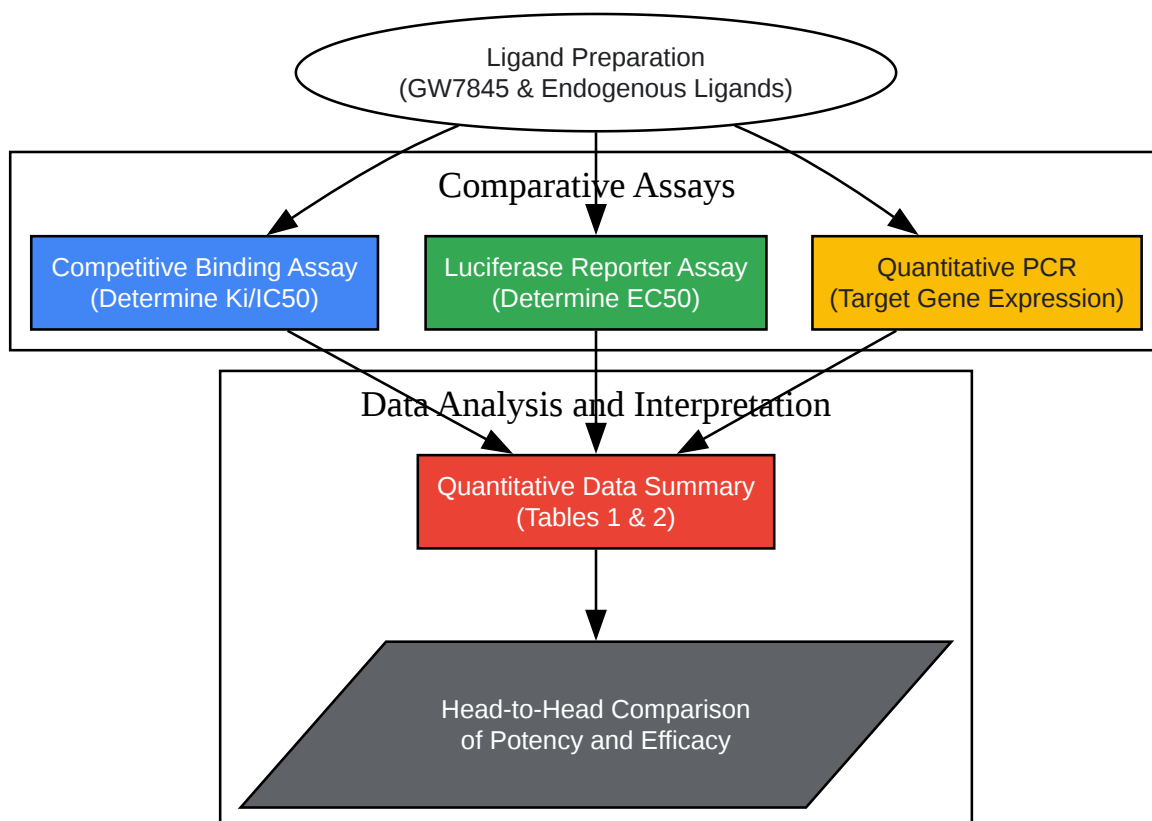 Ligand Preparation
(GW7845 & Endogenous Ligands)
Comparative Assays
Competitive Binding Assay
(Determine Ki/IC50)
Luciferase Reporter Assay
(Determine EC50)
Quantitative PCR
(Target Gene Expression)
Data Analysis and Interpretation
Quantitative Data Summary
(Tables 1 & 2)
Head-to-Head Comparison
of Potency and Efficacy